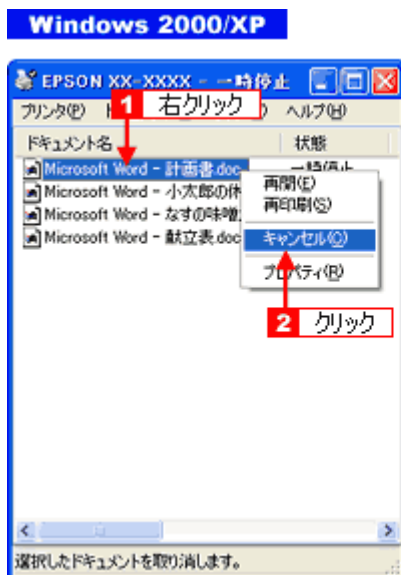 Windows 2000/XP
EPSON XX-XXXX - 一時停止
プリンタ(P) ヘルプ(H)
1 右クリック
ドキュメント名 状態
Microsoft Word - 計画書.doc 一時停止
Microsoft Word - 小太郎の休
Microsoft Word - なすの味噌
Microsoft Word - 献立表.doc
再開(E)
再印刷(S)
キャンセル(C)
プロパティ(R)
2 クリック
選択したドキュメントを取り消します。